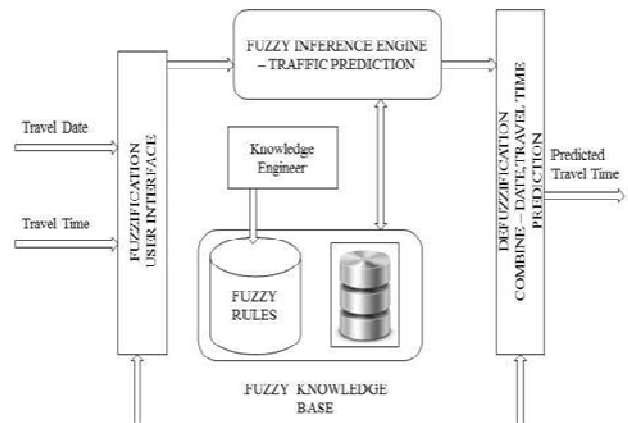 FUZZY INFERENCE ENGINE
– TRAFFIC PREDICTION
Travel Date
Travel Time
FUZZIFICATION
USER INTERFACE
Knowledge
Engineer
FUZZY
RULES
FUZZY KNOWLEDGE
BASE
DEFUZZIFICATION
COMBINE – DATE, TRAVEL TIME
PREDICTION
Predicted
Travel Time